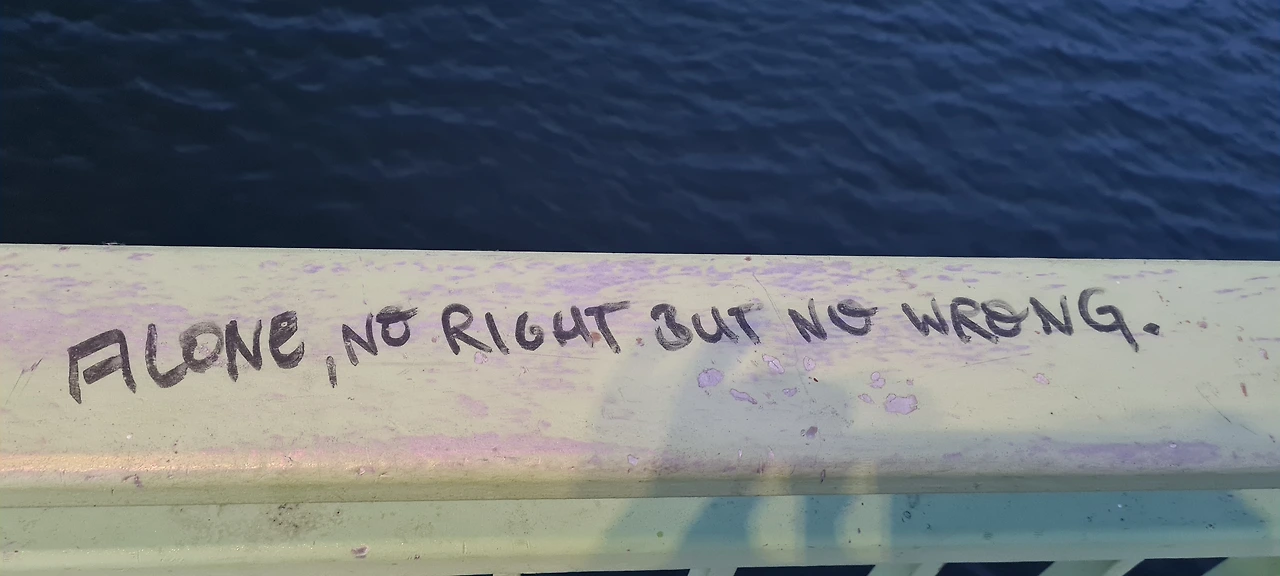 ALONE, NO RIGHT BUT NO WRONG.